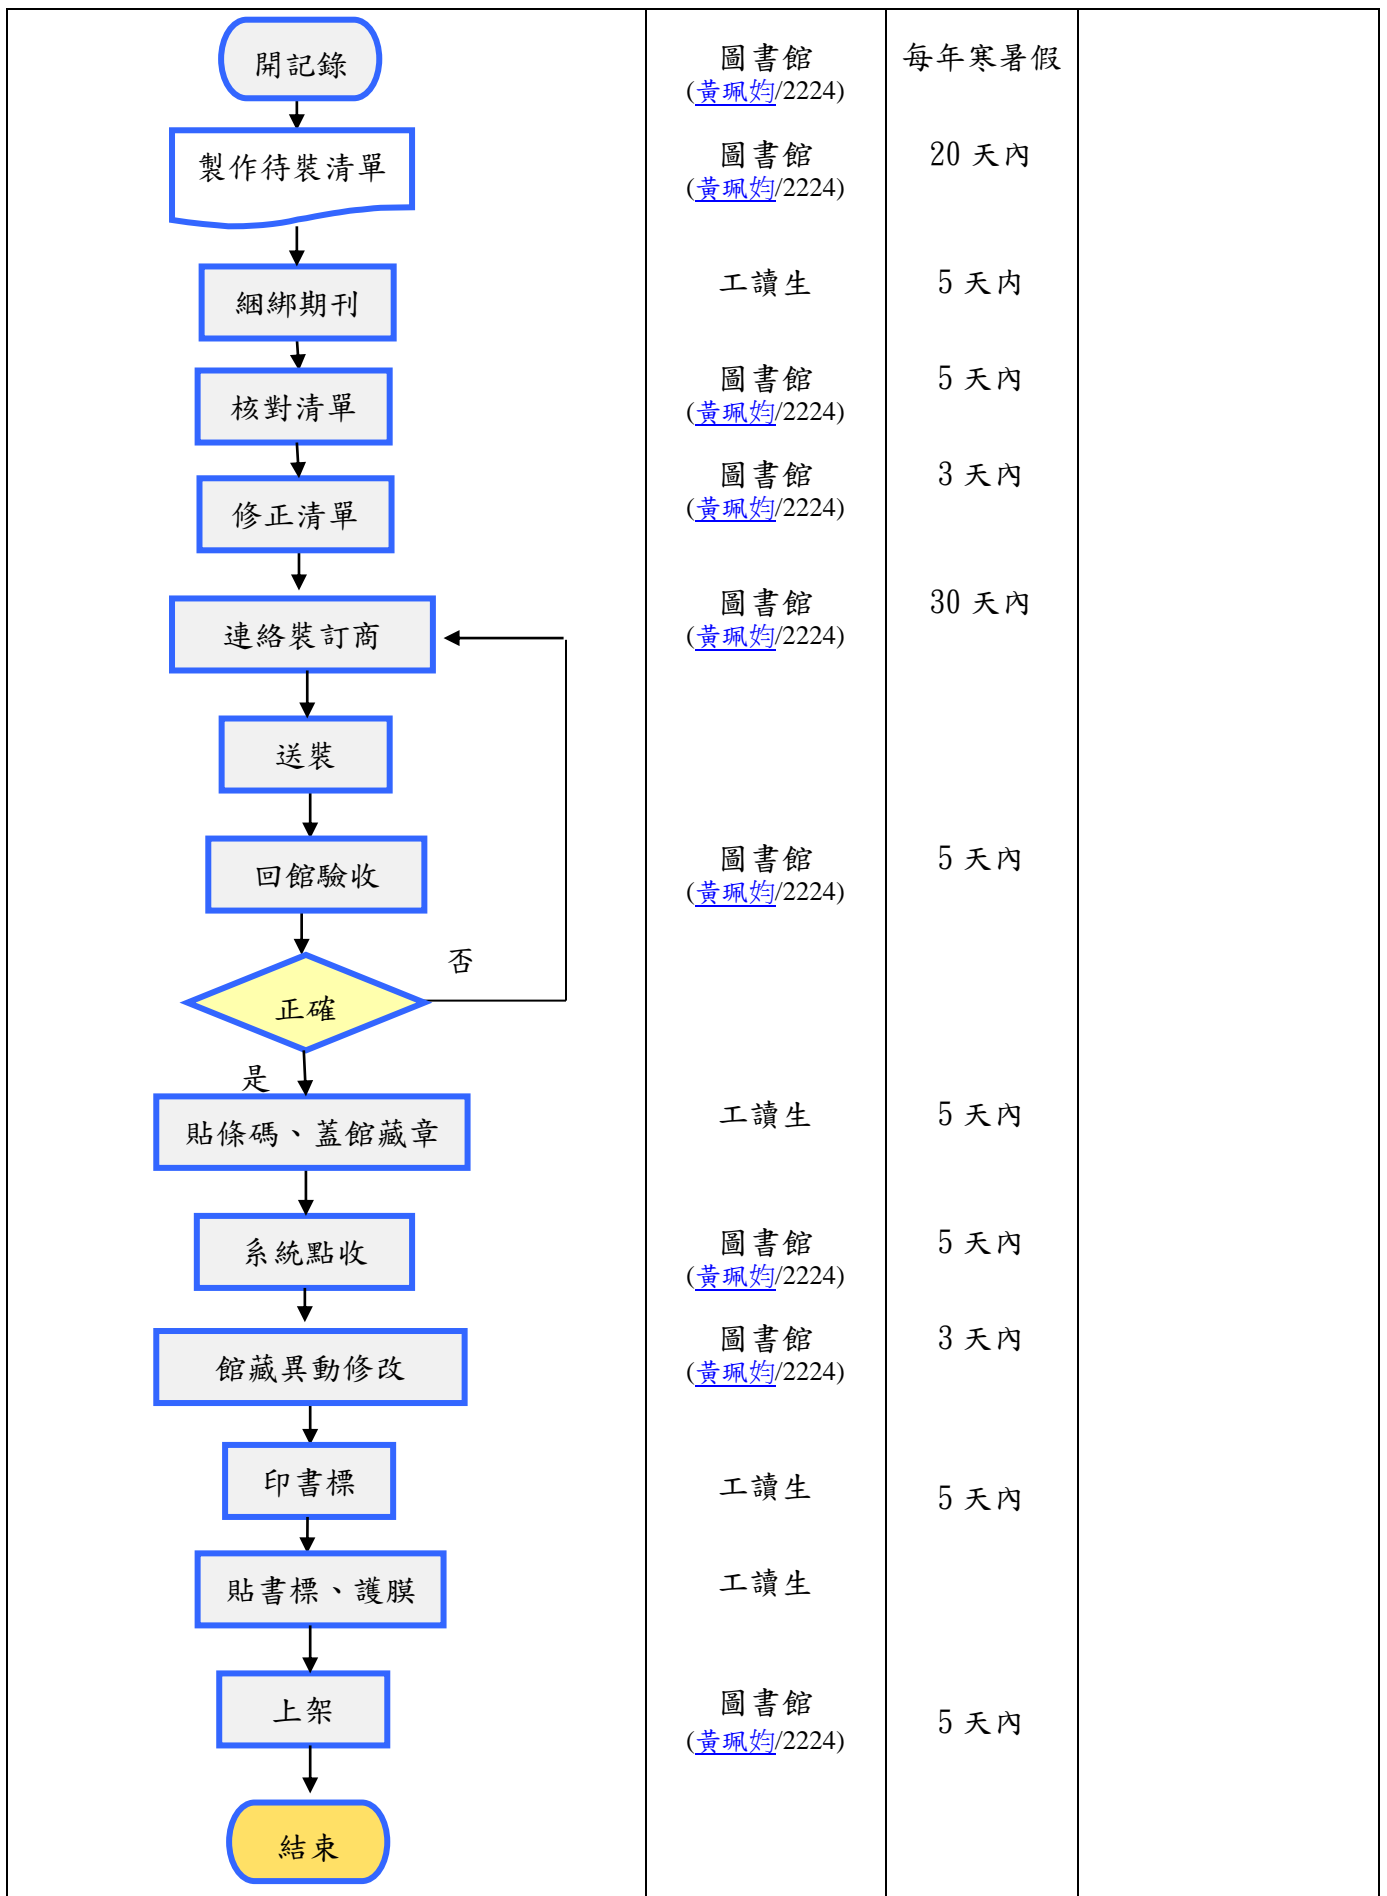 開記錄
圖書館
(黃珮妁/2224)
每年寒暑假
製作待裝清單
圖書館
(黃珮妁/2224)
20 天內
綑綁期刊
工讀生
5 天內
核對清單
圖書館
(黃珮妁/2224)
5 天內
修正清單
圖書館
(黃珮妁/2224)
3 天內
連絡裝訂商
圖書館
(黃珮妁/2224)
30 天內
送裝
回館驗收
圖書館
(黃珮妁/2224)
5 天內
否
正確
是
貼條碼、蓋館藏章
工讀生
5 天內
系統點收
圖書館
(黃珮妁/2224)
5 天內
館藏異動修改
圖書館
(黃珮妁/2224)
3 天內
印書標
工讀生
5 天內
貼書標、護膜
工讀生
上架
圖書館
(黃珮妁/2224)
5 天內
結束